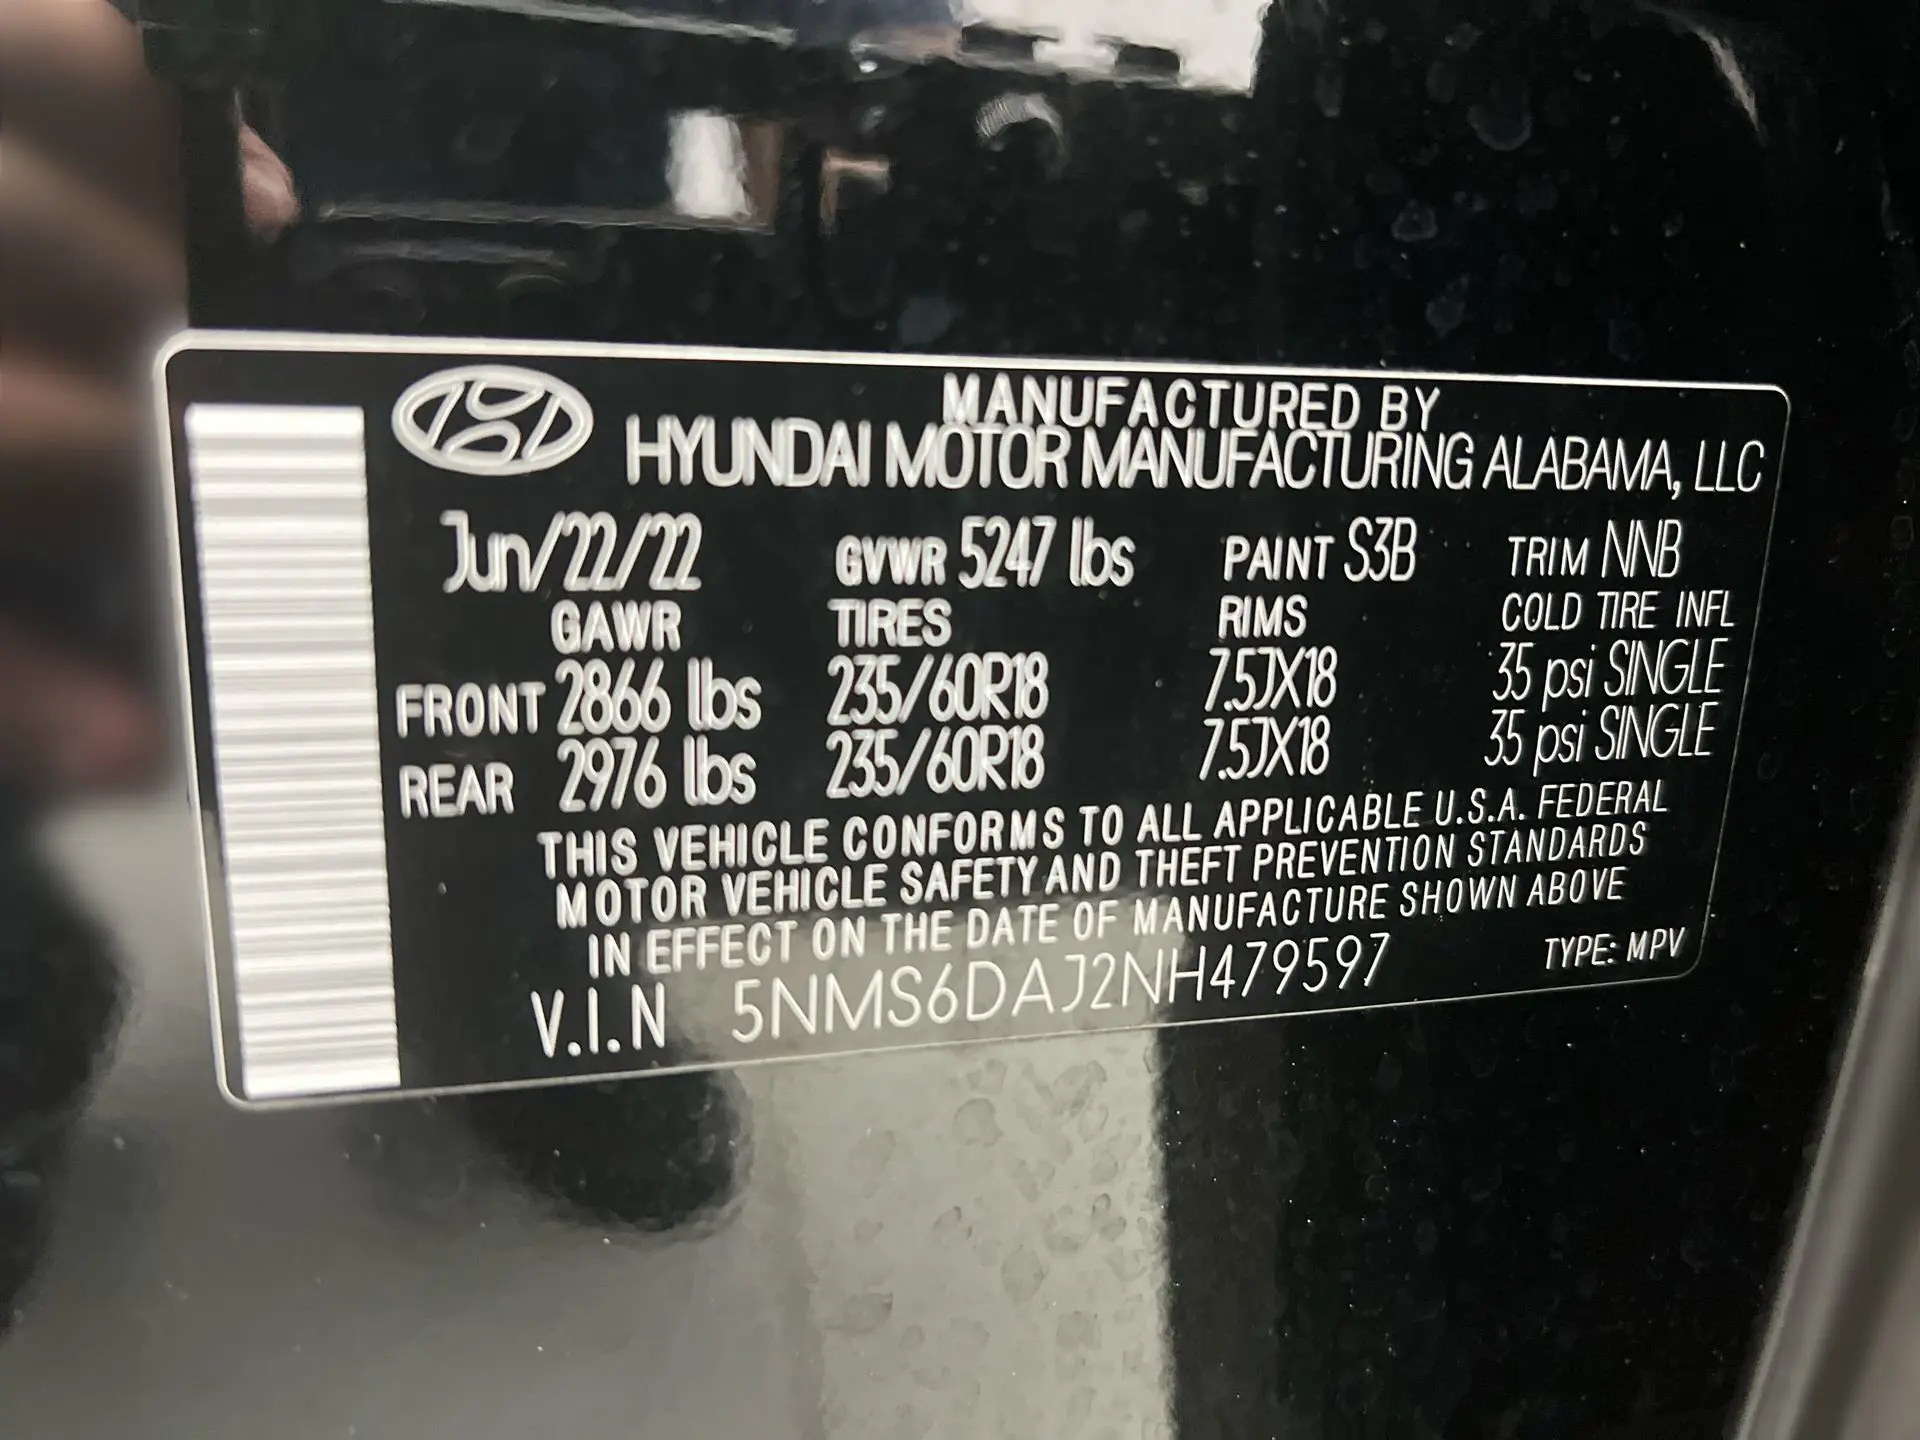 MANUFACTURED BY
HYUNDAI MOTOR MANUFACTURING ALABAMA, LLC
Jun/22/22 GVWR 5247 lbs PAINT S3B TRIM NNB
GAWR TIRES RIMS COLD TIRE INFL
FRONT 2866 lbs 235/60R18 7.5JX18 35 psi SINGLE
REAR 2976 lbs 235/60R18 7.5JX18 35 psi SINGLE
THIS VEHICLE CONFORMS TO ALL APPLICABLE U.S.A. FEDERAL
MOTOR VEHICLE SAFETY AND THEFT PREVENTION STANDARDS
IN EFFECT ON THE DATE OF MANUFACTURE SHOWN ABOVE
V.I.N 5NMS6DAJ2NH479597 TYPE: MPV